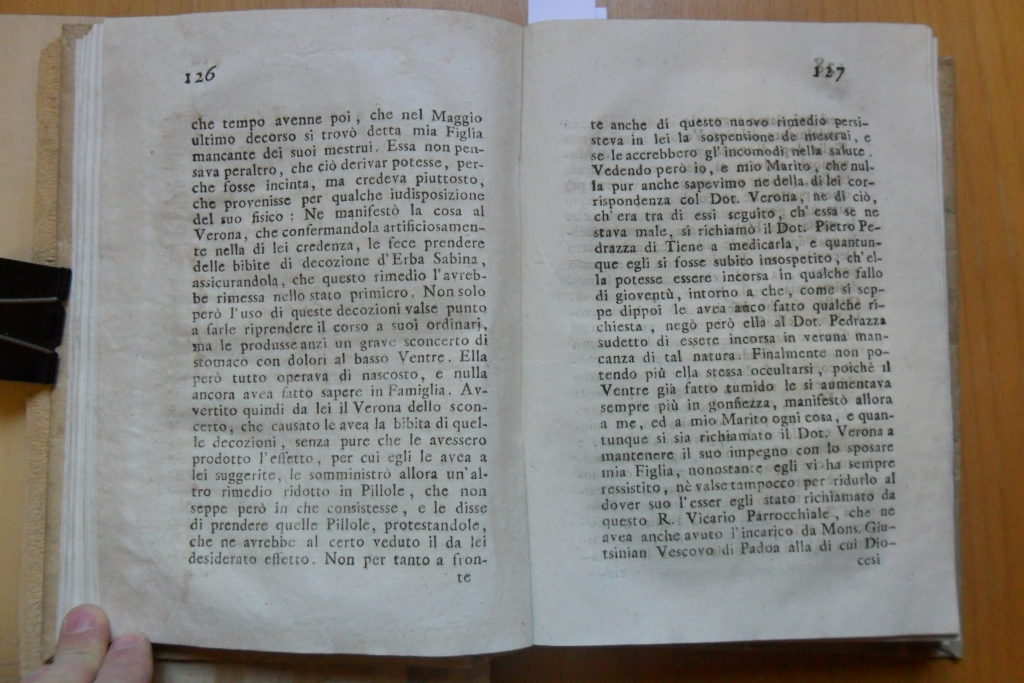 126
che tempo avenne poi, che nel Maggio
ultimo decorso si trovò detta mia Figlia
mancante dei suoi mestrui. Essa non pen-
sava peraltro, che ciò derivar potesse, per-
che fosse incinta, ma credeva piuttosto,
che provenisse per qualche iudisposizione
del suo fisico: Ne manifestò la cosa al
Verona, che confermandola artificiosamen-
te nella di lei credenza, le fece prendere
delle bibite di decozione d'Erba Sabina,
assicurandola, che questo rimedio l'avreb-
be rimessa nello stato primiero. Non solo
però l'uso di queste decozioni valse punto
a farle riprendere il corso a suoi ordinarj,
ma le produsse anzi un grave sconcerto di
stomaco con dolori al basso Ventre. Ella
però tutto operava di nascosto, e nulla
ancora avea fatto sapere in Famiglia. Av-
vertito quindi da lei il Verona dello scon-
certo, che causato le avea la bibita di quel-
le decozioni, senza pure che le avessero
prodotto l'effetto, per cui egli le avea a
lei suggerite, le somministrò allora un'al-
tro rimedio ridotto in Pillole, che non
seppe però in che consistesse, e le disse
di prendere quelle Pillole, protestandole,
che ne avrebbe al certo veduto il da lei
desiderato effetto. Non per tanto a fron-
te
127
te anche di questo nuovo rimedio persi-
steva in lei la sospensione de mestrui, e
se le accrebbero gl'incomodi nella salute.
Vedendo però io, e mio Marito, che nul-
la pur anche sapevimo ne della di lei cor-
rispondenza col Dot. Verona, ne di ciò,
ch'era tra di essi seguito, ch'essa se ne
stava male, si richiamò il Dot. Pietro Pe-
drazza di Tiene a medicarla, e quantun-
que egli si fosse subito insospetito, ch'el-
la potesse essere incorsa in qualche fallo
di gioventù, intorno a che, come si sep-
pe dippoi le avea anco fatto qualche ri-
chiesta, negò però ella al Dot. Pedrazza
sudetto di essere incorsa in veruna man-
canza di tal natura. Finalmente non po-
tendo più ella stessa occultarsi, poichè il
Ventre già fatto tumido le si aumentava
sempre più in gonfiezza, manifestò allora
a me, ed a mio Marito ogni cosa, e quan-
tunque si sia richiamato il Dot. Verona a
mantenere il suo impegno con lo sposare
mia Figlia, nonostante egli vi ha sempre
ressistito, nè valse tampocco per ridurlo al
dover suo l'esser egli stato richiamato da
questo R. Vicario Parrocchiale, che ne
avea anche avuto l'incarico da Mons. Giu-
tsinian Vescovo di Padoa alla di cui Dio-
cesi